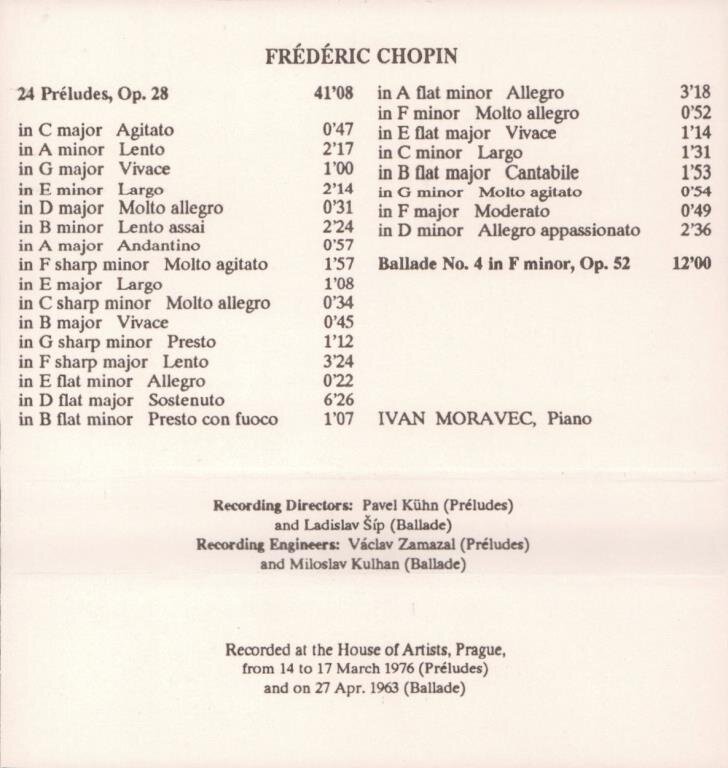 FRÉDÉRIC CHOPIN
24 Préludes, Op. 28 41'08
in C major Agitato 0'47
in A minor Lento 2'17
in G major Vivace 1'00
in E minor Largo 2'14
in D major Molto allegro 0'31
in B minor Lento assai 2'24
in A major Andantino 0'57
in F sharp minor Molto agitato 1'57
in E major Largo 1'08
in C sharp minor Molto allegro 0'34
in B major Vivace 0'45
in G sharp minor Presto 1'12
in F sharp major Lento 3'24
in E flat minor Allegro 0'22
in D flat major Sostenuto 6'26
in B flat minor Presto con fuoco 1'07
in A flat minor Allegro 3'18
in F minor Molto allegro 0'52
in E flat major Vivace 1'14
in C minor Largo 1'31
in B flat major Cantabile 1'53
in G minor Molto agitato 0'54
in F major Moderato 0'49
in D minor Allegro appassionato 2'36
Ballade No. 4 in F minor, Op. 52 12'00
IVAN MORAVEC, Piano
Recording Directors: Pavel Kühn (Préludes)
and Ladislav Šíp (Ballade)
Recording Engineers: Václav Zamazal (Préludes)
and Miloslav Kulhan (Ballade)
Recorded at the House of Artists, Prague,
from 14 to 17 March 1976 (Préludes)
and on 27 Apr. 1963 (Ballade)